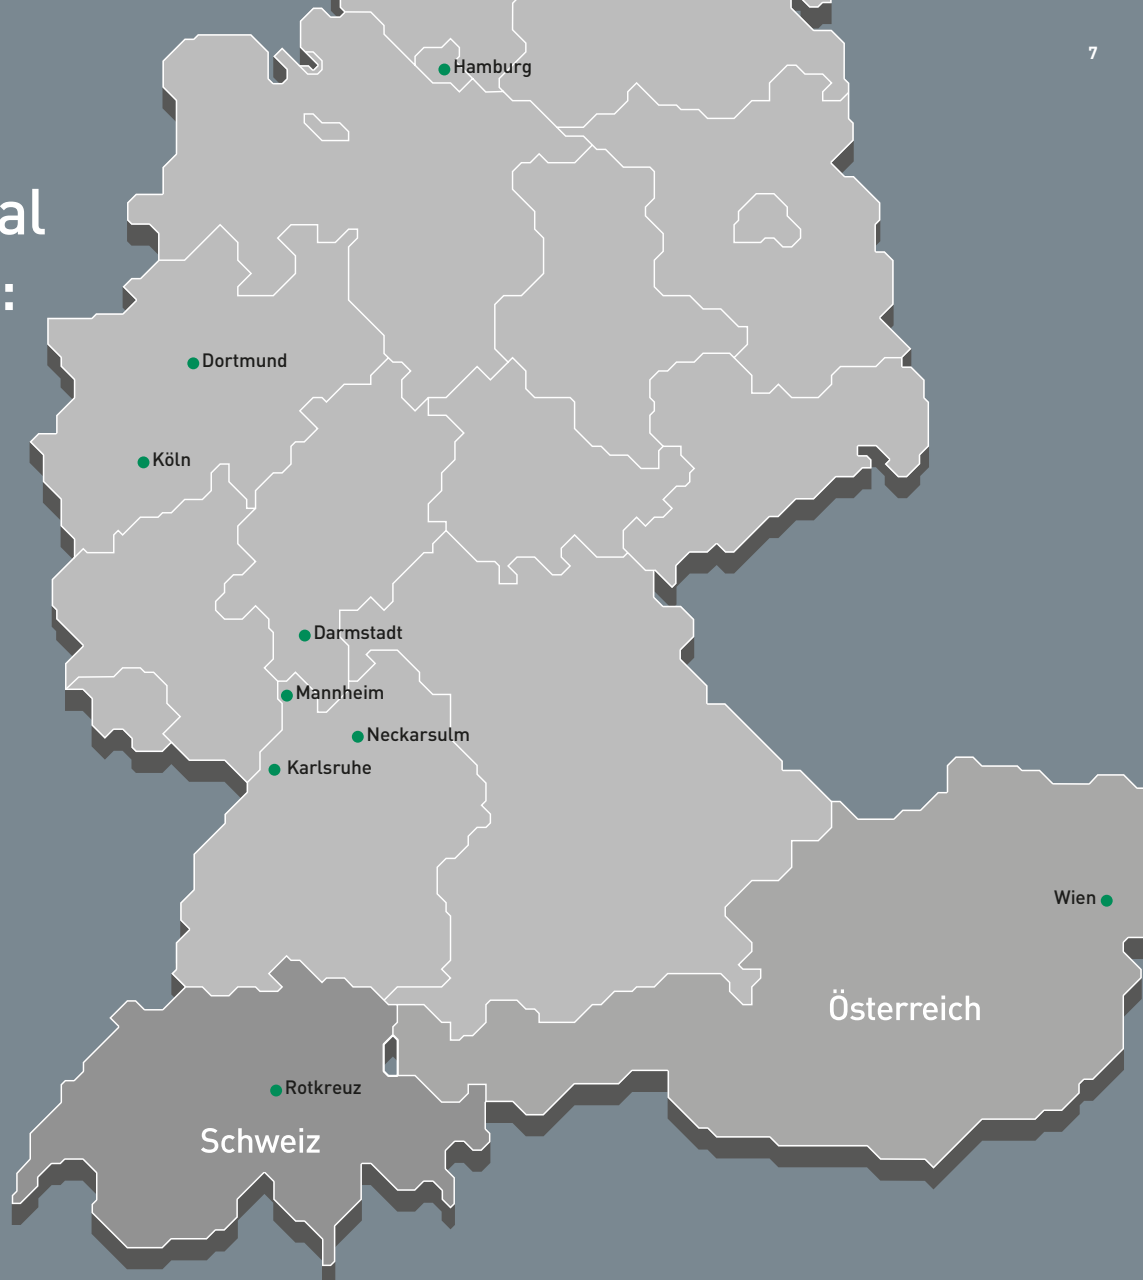 7
Hamburg
al
:
Dortmund
Köln
Darmstadt
Mannheim
Neckarsulm
Karlsruhe
Wien
Österreich
Rotkreuz
Schweiz